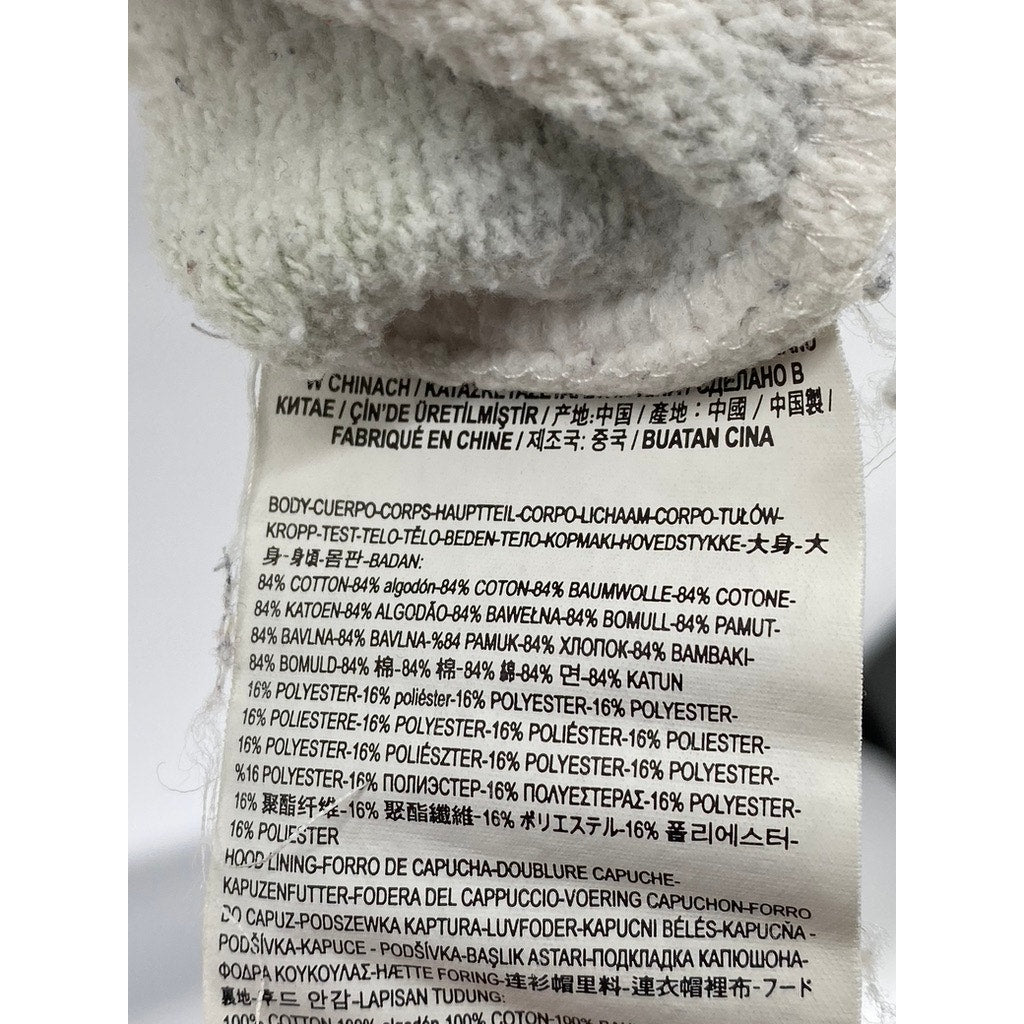 W CHINACH /
СДЕЛАНО В
КИТАЕ / ÇİN'DE ÜRETİLMİŞTİR / 产地:中国 / 產地：中國 / 中国製 /
FABRIQUÉ EN CHINE / 제조국: 중국 / BUATAN CINA
BODY-CUERPO-CORPS-HAUPTTEIL-CORPO-LICHAAM-CORPO-TUŁÓW-
KROPP-TEST-TELO-TĚLO-BEDEN-ТЕЛО-ΚΟΡΜΑΚΙ-HOVEDSTYKKE-大身-大
身-身頃-몸판-BADAN:
84% COTTON-84% algodón-84% COTON-84% BAUMWOLLE-84% COTONE-
84% KATOEN-84% ALGODÃO-84% BAWEŁNA-84% BOMULL-84% PAMUT-
84% BAVLNA-84% BAVLNA-%84 PAMUK-84% ХЛОПОК-84% ΒΑΜΒΑΚΙ-
84% BOMULD-84% 棉-84% 棉-84% 綿-84% 면-84% KATUN
16% POLYESTER-16% poliéster-16% POLYESTER-16% POLYESTER-
16% POLIESTERE-16% POLYESTER-16% POLIÉSTER-16% POLIESTER-
16% POLYESTER-16% POLIÉSZTER-16% POLYESTER-16% POLYESTER-
%16 POLYESTER-16% ПОЛИЭСТЕР-16% ΠΟΛΥΕΣΤΕΡΑΣ-16% POLYESTER-
16% 聚酯纤维-16% 聚酯纖維-16% ポリエステル-16% 폴리에스터-
16% POLIESTER
HOOD LINING-FORRO DE CAPUCHA-DOUBLURE CAPUCHE-
KAPUZENFUTTER-FODERA DEL CAPPUCCIO-VOERING CAPUCHON-FORRO
DO CAPUZ-PODSZEWKA KAPTURA-LUVFODER-KAPUCNI BÉLÉS-KAPUCŇA -
PODŠÍVKA-KAPUCE - PODŠÍVKA-BAŞLIK ASTARI-ПОДКЛАДКА КАПЮШОНА-
ΦΟΔΡΑ ΚΟΥΚΟΥΛΑΣ-HÆTTE FORING-连衫帽里料-連衣帽裡布-フード
裏地-후드 안감-LAPISAN TUDUNG:
100% COTTON-100% algodón-100% COTON-100%